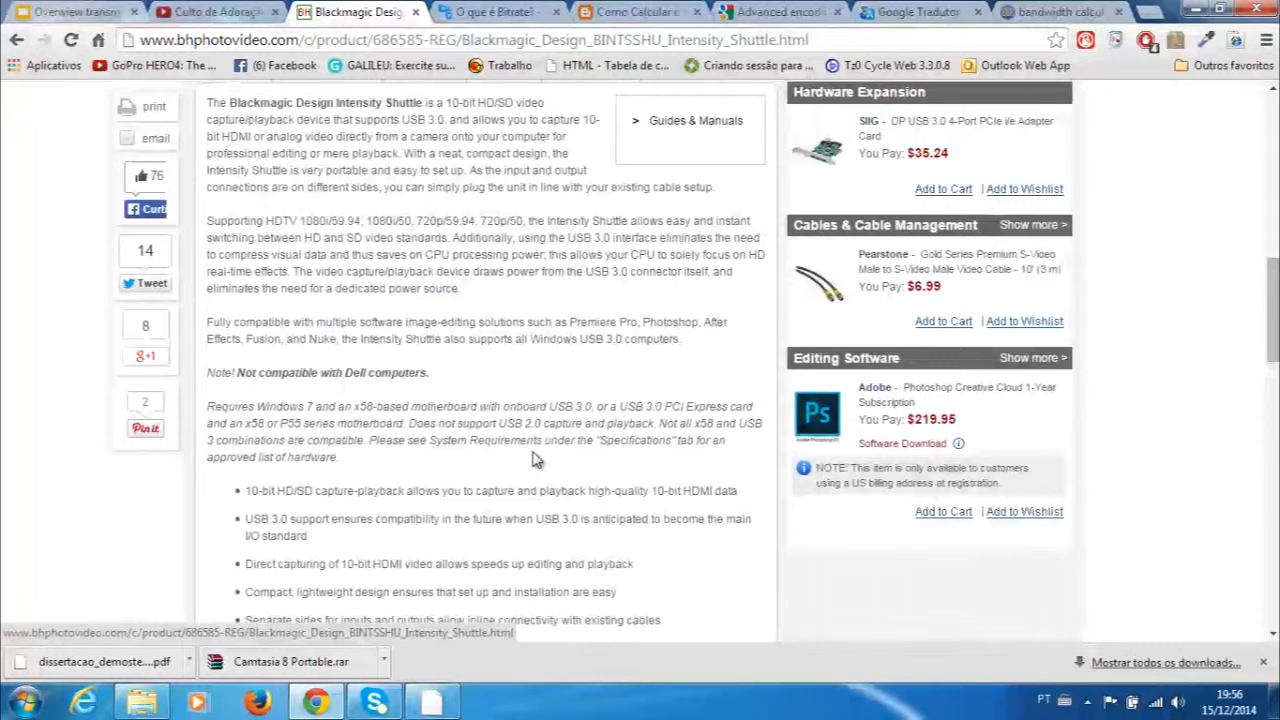 Overview transm
Culto de Adoraçã
Blackmagic Desig
O que é Bitrate?
Como Calcular o
Advanced encod
Google Tradutor
bandwidth calcul
www.bhphotovideo.com/c/product/686585-REG/Blackmagic_Design_BINTSSHU_Intensity_Shuttle.html
Aplicativos
GoPro HERO4: The ...
(6) Facebook
GALILEU: Exercite su...
Trabalho
HTML - Tabela de c...
Criando sessão para ...
Tz0 Cycle Web 3.3.0.8
Outlook Web App
Outros favoritos
print
email
76
Curti
14
Tweet
8
g+1
2
Pin it
The Blackmagic Design Intensity Shuttle is a 10-bit HD/SD video
capture/playback device that supports USB 3.0, and allows you to capture 10-
bit HDMI or analog video directly from a camera onto your computer for
professional editing or mere playback. With a neat, compact design, the
Intensity Shuttle is very portable and easy to set up. As the input and output
connections are on different sides, you can simply plug the unit in line with your existing cable setup.
> Guides & Manuals
Supporting HDTV 1080i/59.94, 1080i/50, 720p/59.94, 720p/50, the Intensity Shuttle allows easy and instant
switching between HD and SD video standards. Additionally, using the USB 3.0 interface eliminates the need
to compress visual data and thus saves on CPU processing power; this allows your CPU to solely focus on HD
real-time effects. The video capture/playback device draws power from the USB 3.0 connector itself, and
eliminates the need for a dedicated power source.
Fully compatible with multiple software image-editing solutions such as Premiere Pro, Photoshop, After
Effects, Fusion, and Nuke, the Intensity Shuttle also supports all Windows USB 3.0 computers.
Note! Not compatible with Dell computers.
Requires Windows 7 and an x58-based motherboard with onboard USB 3.0, or a USB 3.0 PCI Express card
and an x58 or P55 series motherboard. Does not support USB 2.0 capture and playback. Not all x58 and USB
3 combinations are compatible. Please see System Requirements under the "Specifications" tab for an
approved list of hardware.
• 10-bit HD/SD capture-playback allows you to capture and playback high-quality 10-bit HDMI data
• USB 3.0 support ensures compatibility in the future when USB 3.0 is anticipated to become the main
I/O standard
• Direct capturing of 10-bit HDMI video allows speeds up editing and playback
• Compact, lightweight design ensures that set up and installation are easy
• Separate sides for inputs and outputs allow inline connectivity with existing cables
Hardware Expansion
SIIG - DP USB 3.0 4-Port PCIe i/e Adapter
Card
You Pay: $35.24
Add to Cart | Add to Wishlist
Cables & Cable Management Show more >
Pearstone - Gold Series Premium S-Video
Male to S-Video Male Video Cable - 10' (3 m)
You Pay: $6.99
Add to Cart | Add to Wishlist
Editing Software Show more >
Adobe - Photoshop Creative Cloud 1-Year
Subscription
You Pay: $219.95
Software Download
NOTE: This item is only available to customers
using a US billing address at registration.
Add to Cart | Add to Wishlist
www.bhphotovideo.com/c/product/686585-REG/Blackmagic_Design_BINTSSHU_Intensity_Shuttle.html
dissertacao_demoste....pdf
Camtasia 8 Portable.rar
Mostrar todos os downloads...
PT
19:56
15/12/2014